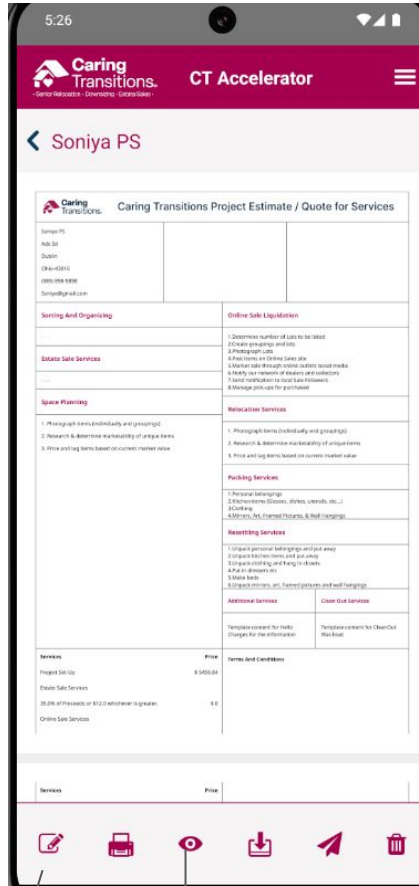 5:26
Caring
Transitions.
- Senior Relocation - Downsizing - Estate Sales -
CT Accelerator
Soniya PS
Caring
Transitions.
Caring Transitions Project Estimate / Quote for Services
Soniya PS
Ads Sd
Dublin
Ohio-43016
Soniya@gmail.com
Sorting And Organizing
Estate Sale Services
Space Planning
1. Photograph items (individually and groupings)
2. Research & determine marketability of unique items
3. Price and tag items based on current market value
Online Sale Liquidation
1.Determine number of Lots to be listed
2.Create groupings and lots
3.Photograph Lots
4.Post items on Online Sales site
5.Market sale through online outlets social media
6.Notify our network of dealers and collectors
7.Send notification to local Sale Followers
8.Manage pick-ups for purchased
Relocation Services
1. Photograph items (individually and groupings)
2. Research & determine marketability of unique items
3. Price and tag items based on current market value
Packing Services
1.Personal belongings
2.Kitchen items (Glasses, dishes, utensils, etc...)
3.Clothing
4.Mirrors, Art, Framed Pictures, & Wall Hangings
Resettling Services
1.Unpack personal belongings and put away
2.Unpack kitchen items and put away
3.Unpack clothing and hang in closets
4.Put in dressers etc
5.Make beds
6.Unpack mirrors, art, framed pictures and wall hangings
Additional Services
Clean Out Services
Template content for Hello
Charges for the information
Template content for ClearOut
Was boat
Services Price
Project Set-Up $ 5456.84
Estate Sale Services
35.0% of Proceeds or $12.0 whichever is greater. $ 0
Online Sale Services
Terms And Conditions
Services Price